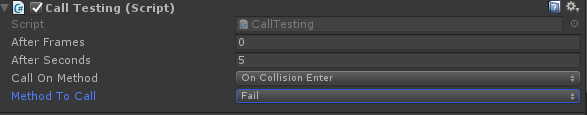 Call Testing (Script)
Script CallTesting
After Frames 0
After Seconds 5
Call On Method On Collision Enter
Method To Call Fail